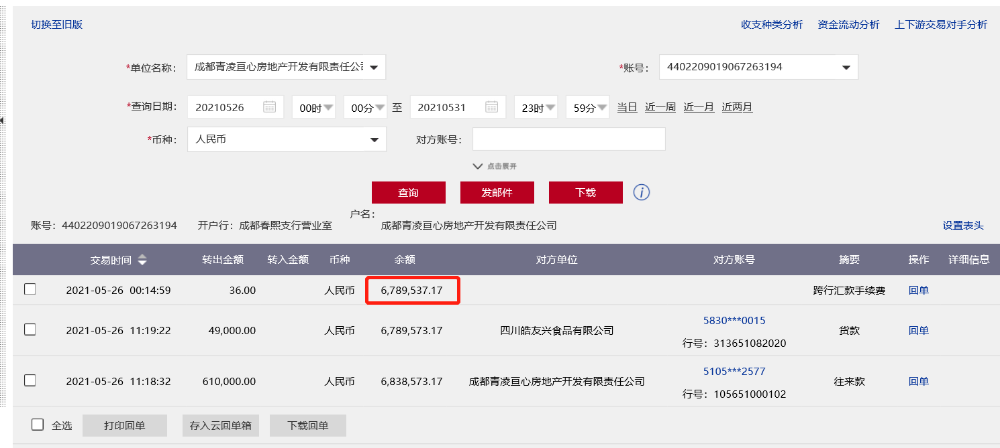 切换至旧版 收支种类分析 资金流动分析 上下游交易对手分析
*单位名称： 成都青凌亘心房地产开发有限责任公 *账号： 4402209019067263194
*查询日期： 20210526 00时 00分 至 20210531 23时 59分 当日 近一周 近一月 近两月
*币种： 人民币 对方账号：
点击展开
查询 发邮件 下载 i
账号：4402209019067263194 开户行：成都春熙支行营业室 户名： 成都青凌亘心房地产开发有限责任公司 设置表头
交易时间 转出金额 转入金额 币种 余额 对方单位 对方账号 摘要 操作 详细信息
2021-05-26 00:14:59 36.00 人民币 6,789,537.17 跨行汇款手续费 回单
2021-05-26 11:19:22 49,000.00 人民币 6,789,573.17 四川皓友兴食品有限公司 5830***0015 货款 回单
行号：313651082020
2021-05-26 11:18:32 610,000.00 人民币 6,838,573.17 成都青凌亘心房地产开发有限责任公司 5105***2577 往来款 回单
行号：105651000102
全选 打印回单 存入云回单箱 下载回单